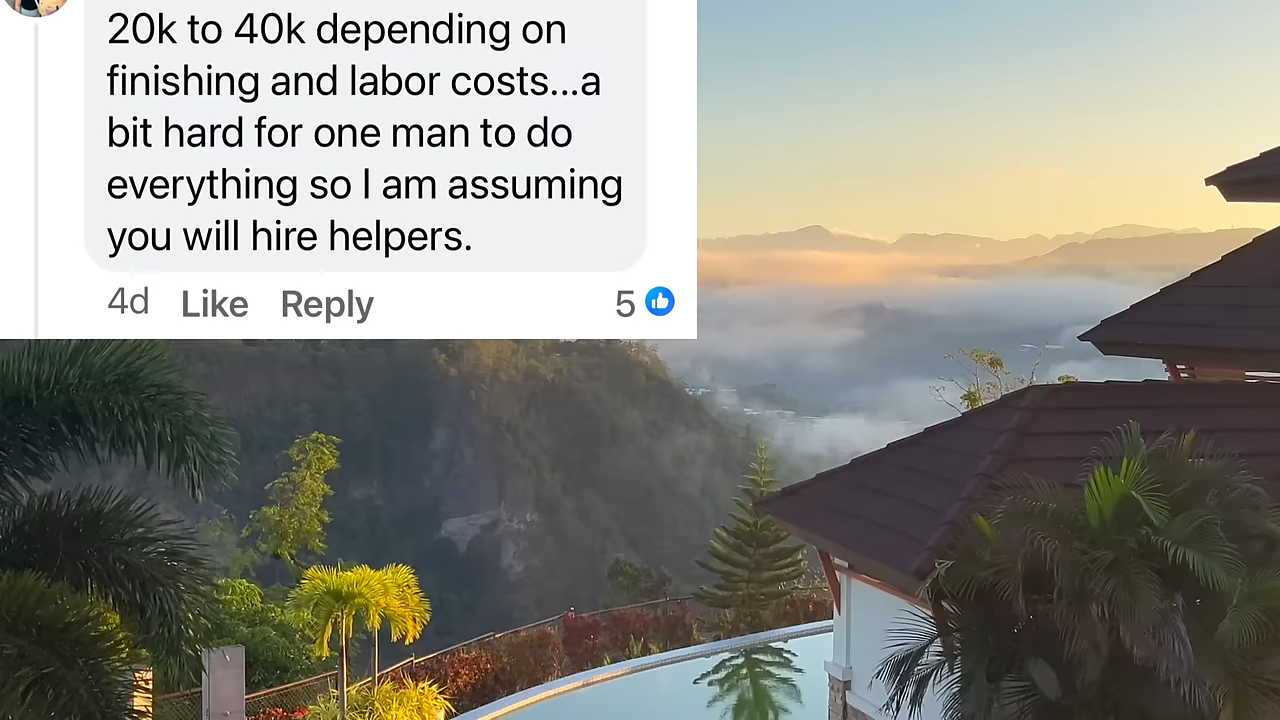 20k to 40k depending on
finishing and labor costs...a
bit hard for one man to do
everything so I am assuming
you will hire helpers.
4d Like Reply 5